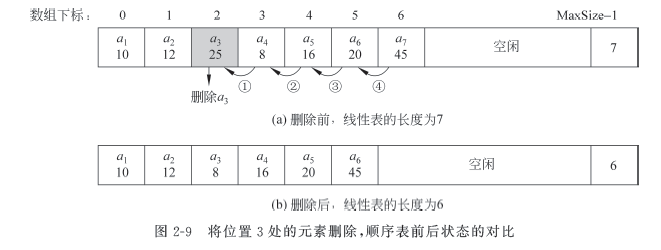 数组下标: 0 1 2 3 4 5 6 MaxSize−1
a₁ a₂ a₃ a₄ a₅ a₆ a₇ 空闲 7
10 12 25 8 16 20 45
① ② ③ ④
删除a₃
(a) 删除前，线性表的长度为7
a₁ a₂ a₃ a₄ a₅ a₆ 空闲 6
10 12 8 16 20 45
(b) 删除后，线性表的长度为6
图 2-9 将位置 3 处的元素删除,顺序表前后状态的对比